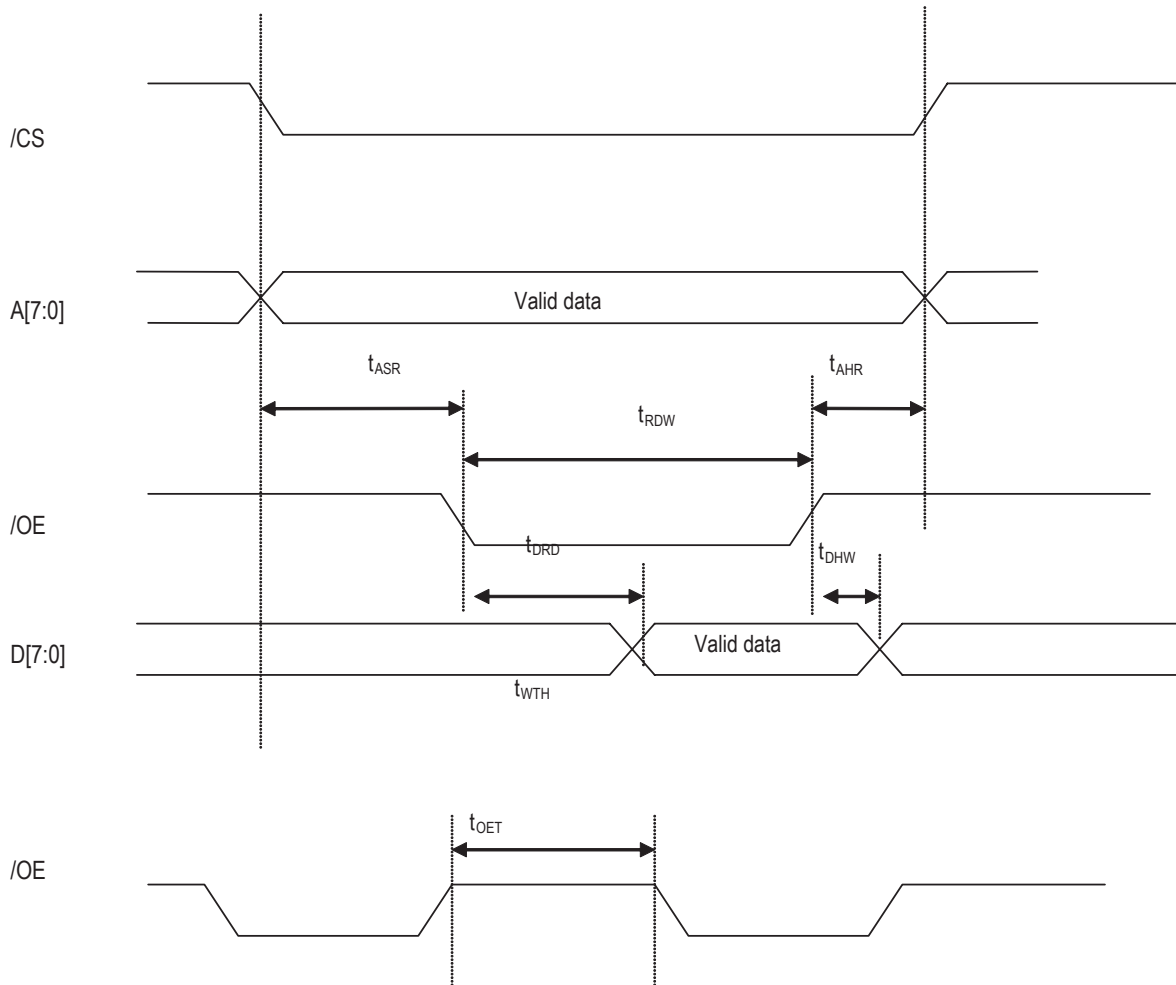 /CS
A[7:0]
Valid data
tASR
tAHR
tRDW
/OE
tDRD
tDHW
D[7:0]
Valid data
tWTH
tOET
/OE